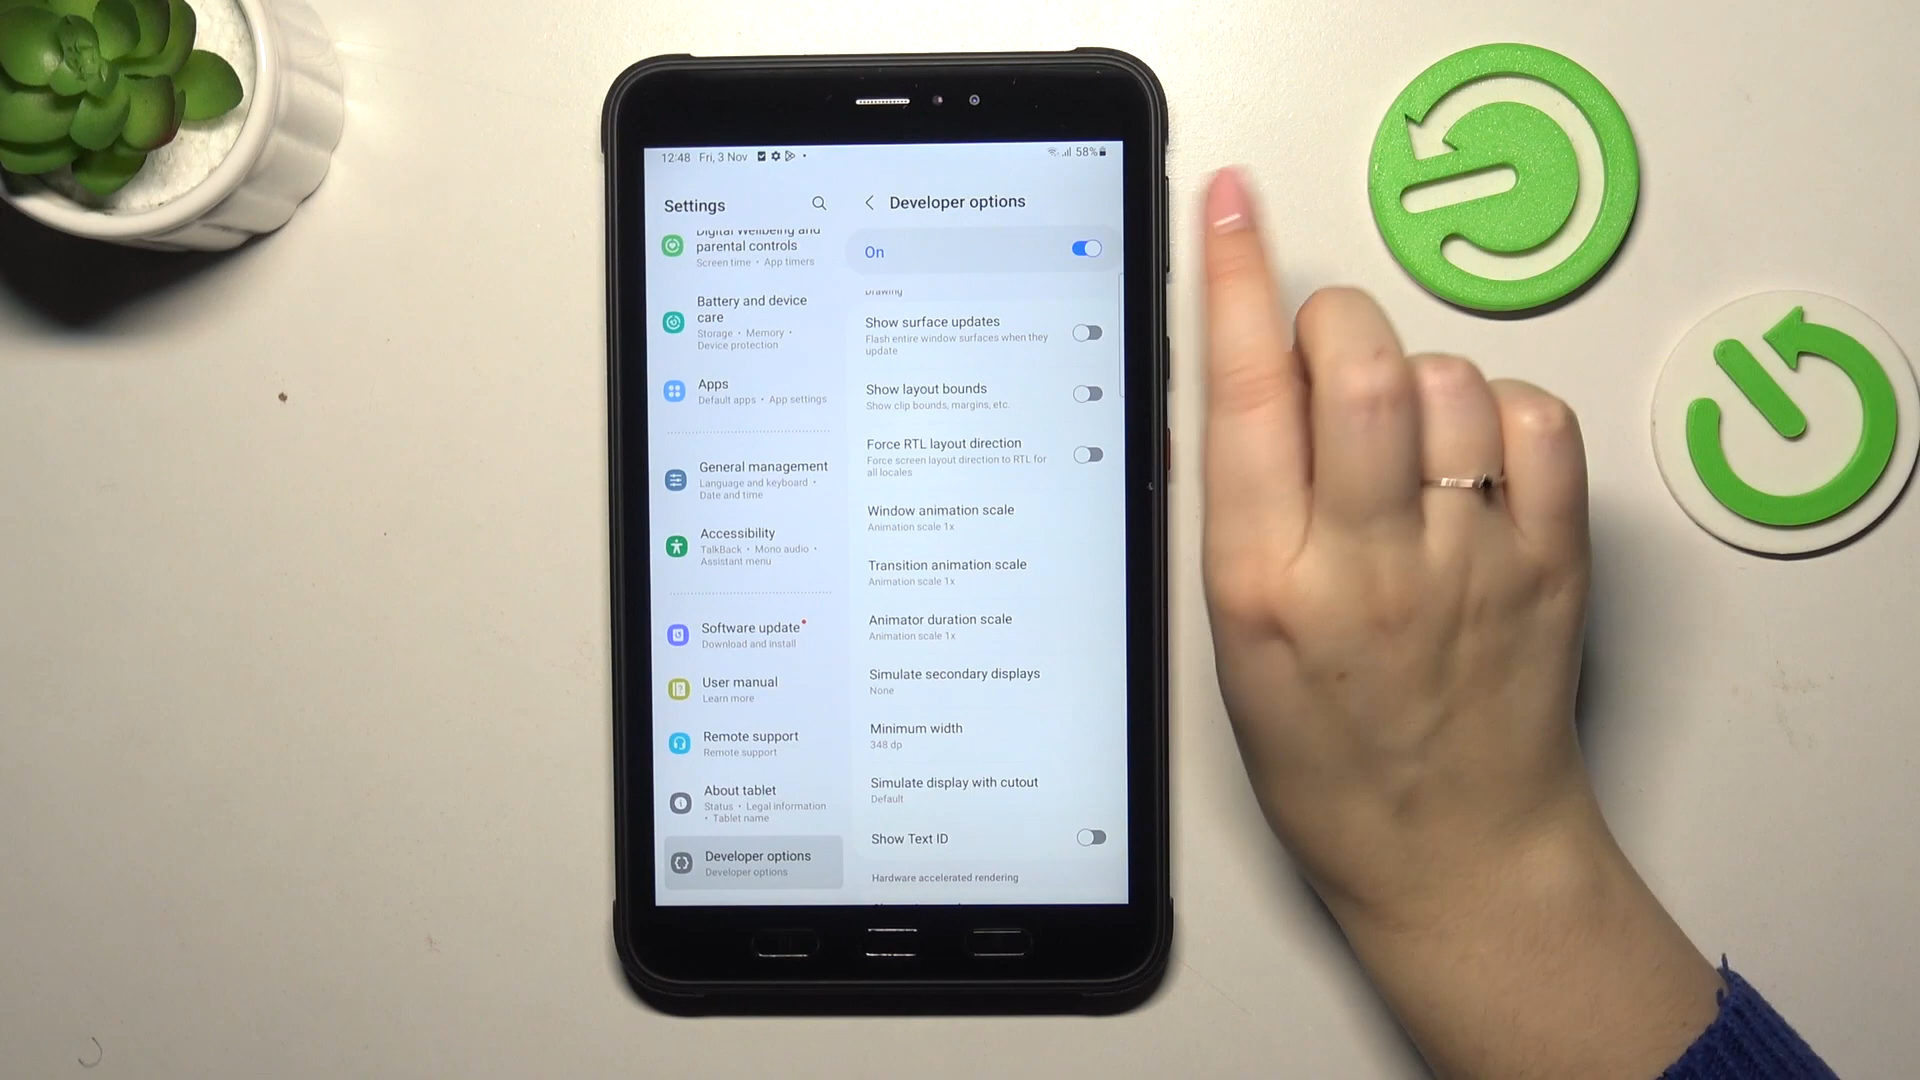 12:48 Fri, 3 Nov
58%
Settings
Digital Wellbeing and
parental controls
Screen time • App timers
Battery and device
care
Storage • Memory •
Device protection
Apps
Default apps • App settings
General management
Language and keyboard •
Date and time
Accessibility
TalkBack • Mono audio •
Assistant menu
Software update
Download and install
User manual
Learn more
Remote support
Remote support
About tablet
Status • Legal information
• Tablet name
Developer options
Developer options
Developer options
On
Drawing
Show surface updates
Flash entire window surfaces when they
update
Show layout bounds
Show clip bounds, margins, etc.
Force RTL layout direction
Force screen layout direction to RTL for
all locales
Window animation scale
Animation scale 1x
Transition animation scale
Animation scale 1x
Animator duration scale
Animation scale 1x
Simulate secondary displays
None
Minimum width
348 dp
Simulate display with cutout
Default
Show Text ID
Hardware accelerated rendering